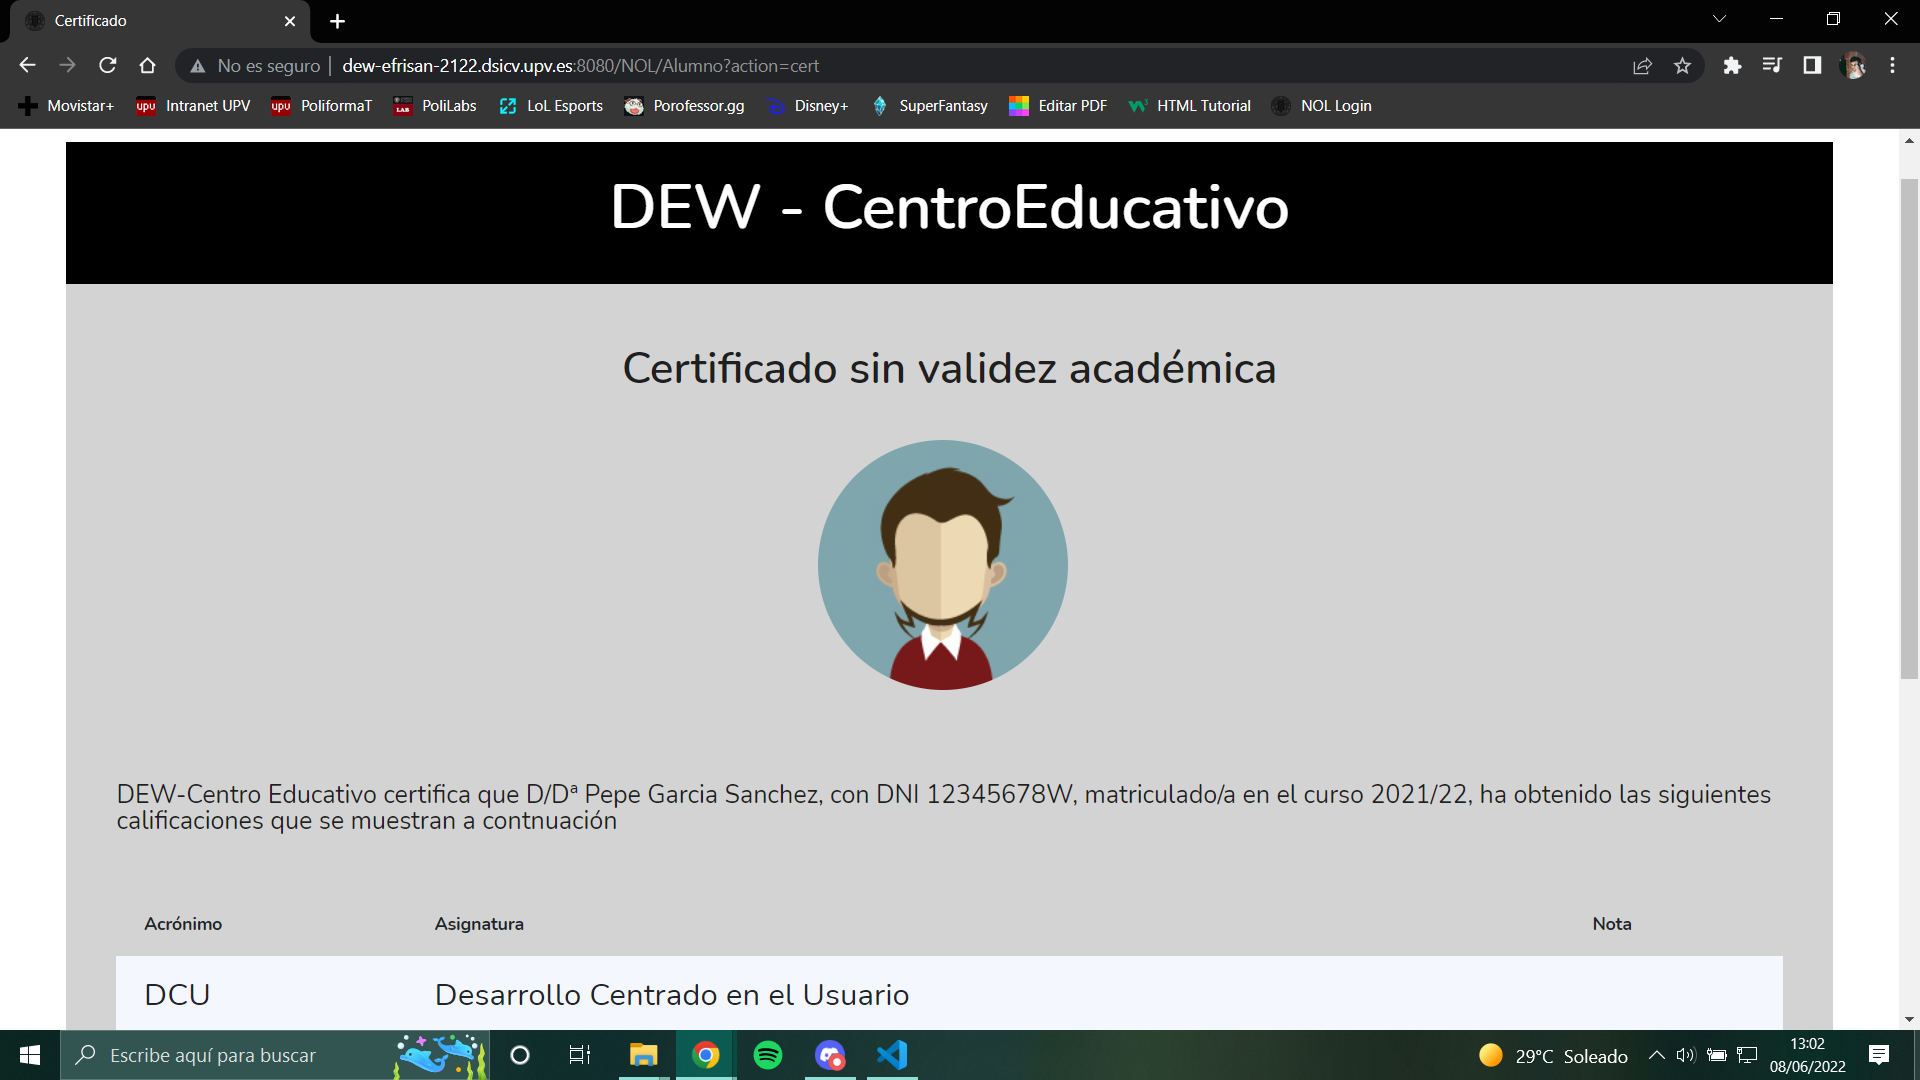 Certificado
No es seguro | dew-efrisan-2122.dsicv.upv.es:8080/NOL/Alumno?action=cert
Movistar+ upv Intranet UPV upv PoliformaT LAB PoliLabs LoL Esports Porofessor.gg Disney+ SuperFantasy Editar PDF HTML Tutorial NOL Login
DEW - CentroEducativo
Certificado sin validez académica
DEW-Centro Educativo certifica que D/Dª Pepe Garcia Sanchez, con DNI 12345678W, matriculado/a en el curso 2021/22, ha obtenido las siguientes
calificaciones que se muestran a contnuación
Acrónimo Asignatura Nota
DCU Desarrollo Centrado en el Usuario
Escribe aquí para buscar
29°C Soleado
13:02
08/06/2022